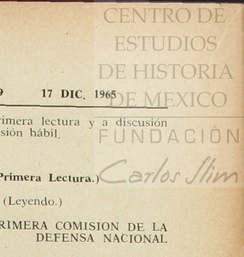 CENTRO DE
ESTUDIOS
DE HISTORIA
DE MEXICO
FUNDACIÓN
Carlos Slim
9 17 DIC. 1965
rimera lectura y a discusión
sión hábil.
Primera Lectura.)
(Leyendo.)
RIMERA COMISION DE LA
DEFENSA NACIONAL